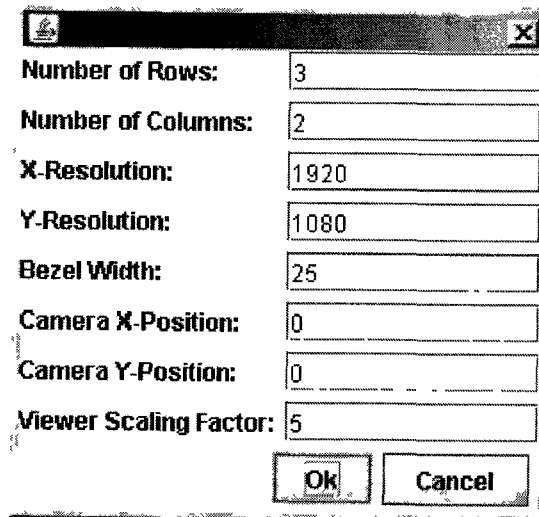 Number of Rows: 3
Number of Columns: 2
X-Resolution: 1920
Y-Resolution: 1080
Bezel Width: 25
Camera X-Position: 0
Camera Y-Position: 0
Viewer Scaling Factor: 5
Ok Cancel